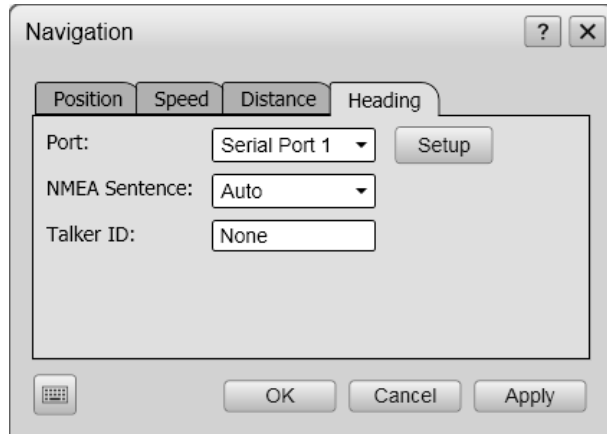 Navigation ? X
Position Speed Distance Heading
Port: Serial Port 1 Setup
NMEA Sentence: Auto
Talker ID: None
OK Cancel Apply